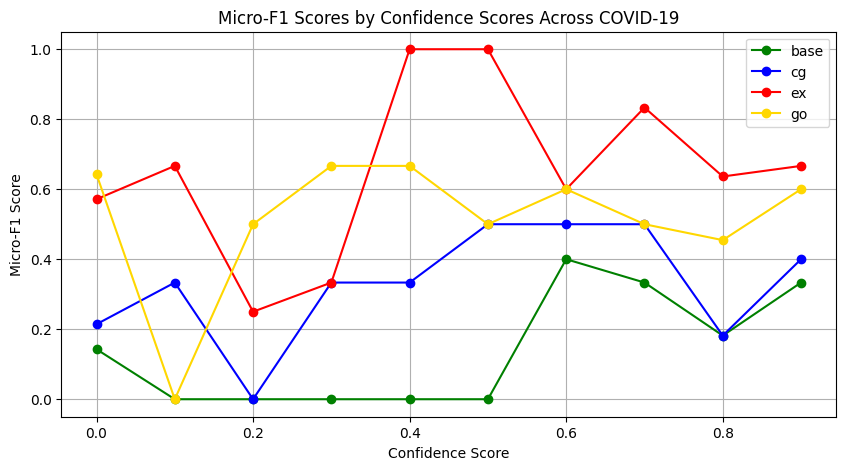 Micro-F1 Scores by Confidence Scores Across COVID-19
base
cg
ex
go
Micro-F1 Score
1.0
0.8
0.6
0.4
0.2
0.0
0.0 0.2 0.4 0.6 0.8
Confidence Score